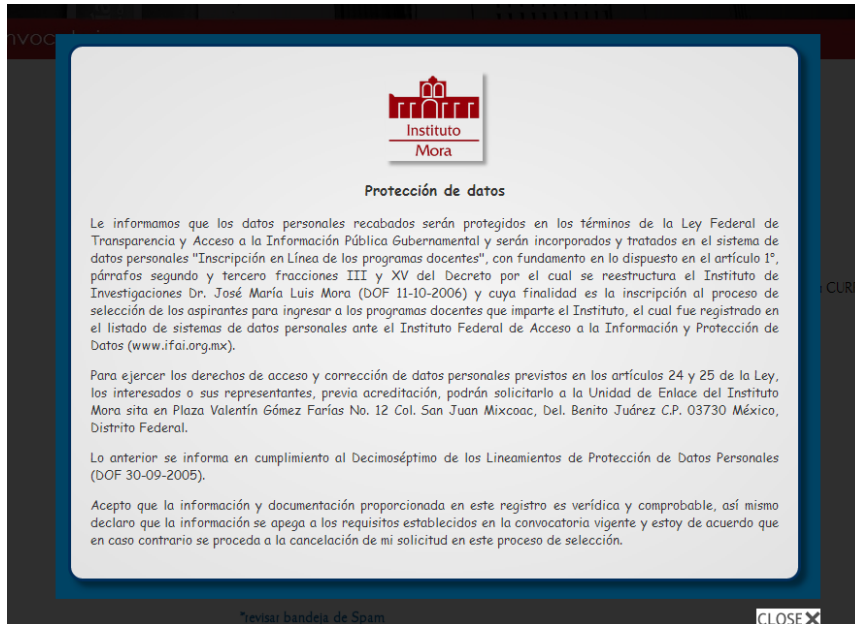 Instituto
Mora
Protección de datos
Le informamos que los datos personales recabados serán protegidos en los términos de la Ley Federal de
Transparencia y Acceso a la Información Pública Gubernamental y serán incorporados y tratados en el sistema de
datos personales "Inscripción en Línea de los programas docentes", con fundamento en lo dispuesto en el artículo 1°,
párrafos segundo y tercero fracciones III y XV del Decreto por el cual se reestructura el Instituto de
Investigaciones Dr. José María Luis Mora (DOF 11-10-2006) y cuya finalidad es la inscripción al proceso de
selección de los aspirantes para ingresar a los programas docentes que imparte el Instituto, el cual fue registrado en
el listado de sistemas de datos personales ante el Instituto Federal de Acceso a la Información y Protección de
Datos (www.ifai.org.mx).
Para ejercer los derechos de acceso y corrección de datos personales previstos en los artículos 24 y 25 de la Ley,
los interesados o sus representantes, previa acreditación, podrán solicitarlo a la Unidad de Enlace del Instituto
Mora sita en Plaza Valentín Gómez Farías No. 12 Col. San Juan Mixcoac, Del. Benito Juárez C.P. 03730 México,
Distrito Federal.
Lo anterior se informa en cumplimiento al Decimoséptimo de los Lineamientos de Protección de Datos Personales
(DOF 30-09-2005).
Acepto que la información y documentación proporcionada en este registro es verídica y comprobable, así mismo
declaro que la información se apega a los requisitos establecidos en la convocatoria vigente y estoy de acuerdo que
en caso contrario se proceda a la cancelación de mi solicitud en este proceso de selección.
*revisar bandeja de Spam
CLOSE X